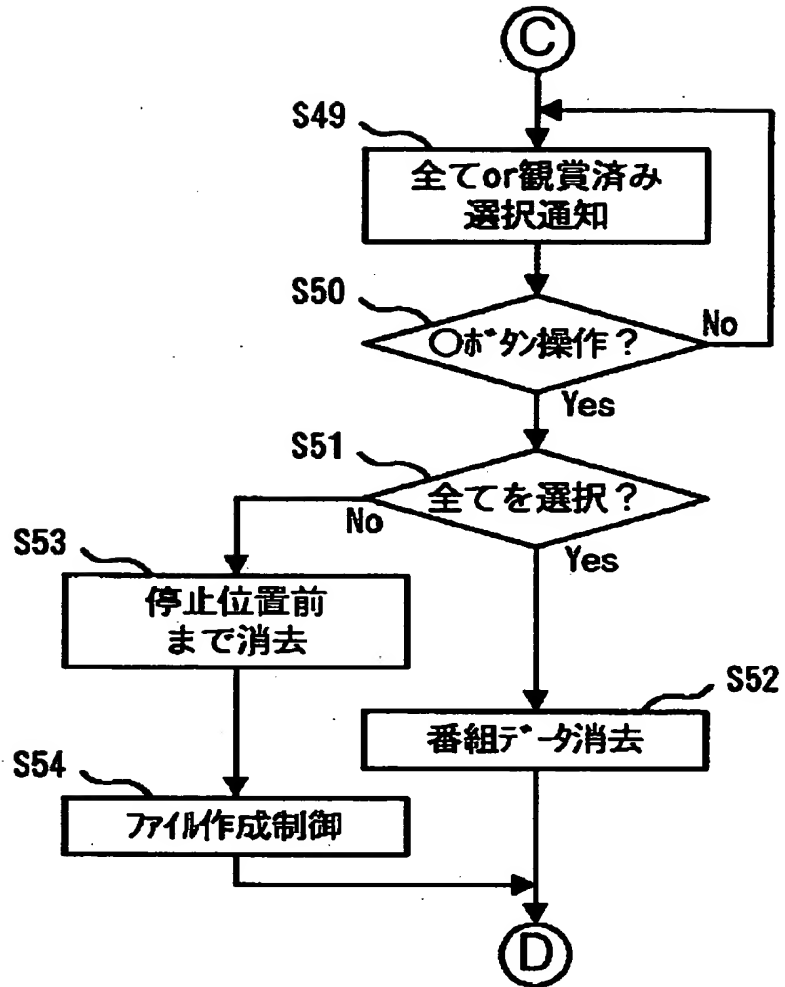 C
S49
全てor観賞済み
選択通知
S50
○ボタン操作?
No
Yes
S51
全てを選択?
No
Yes
S53
停止位置前
まで消去
S52
番組データ消去
S54
ファイル作成制御
D